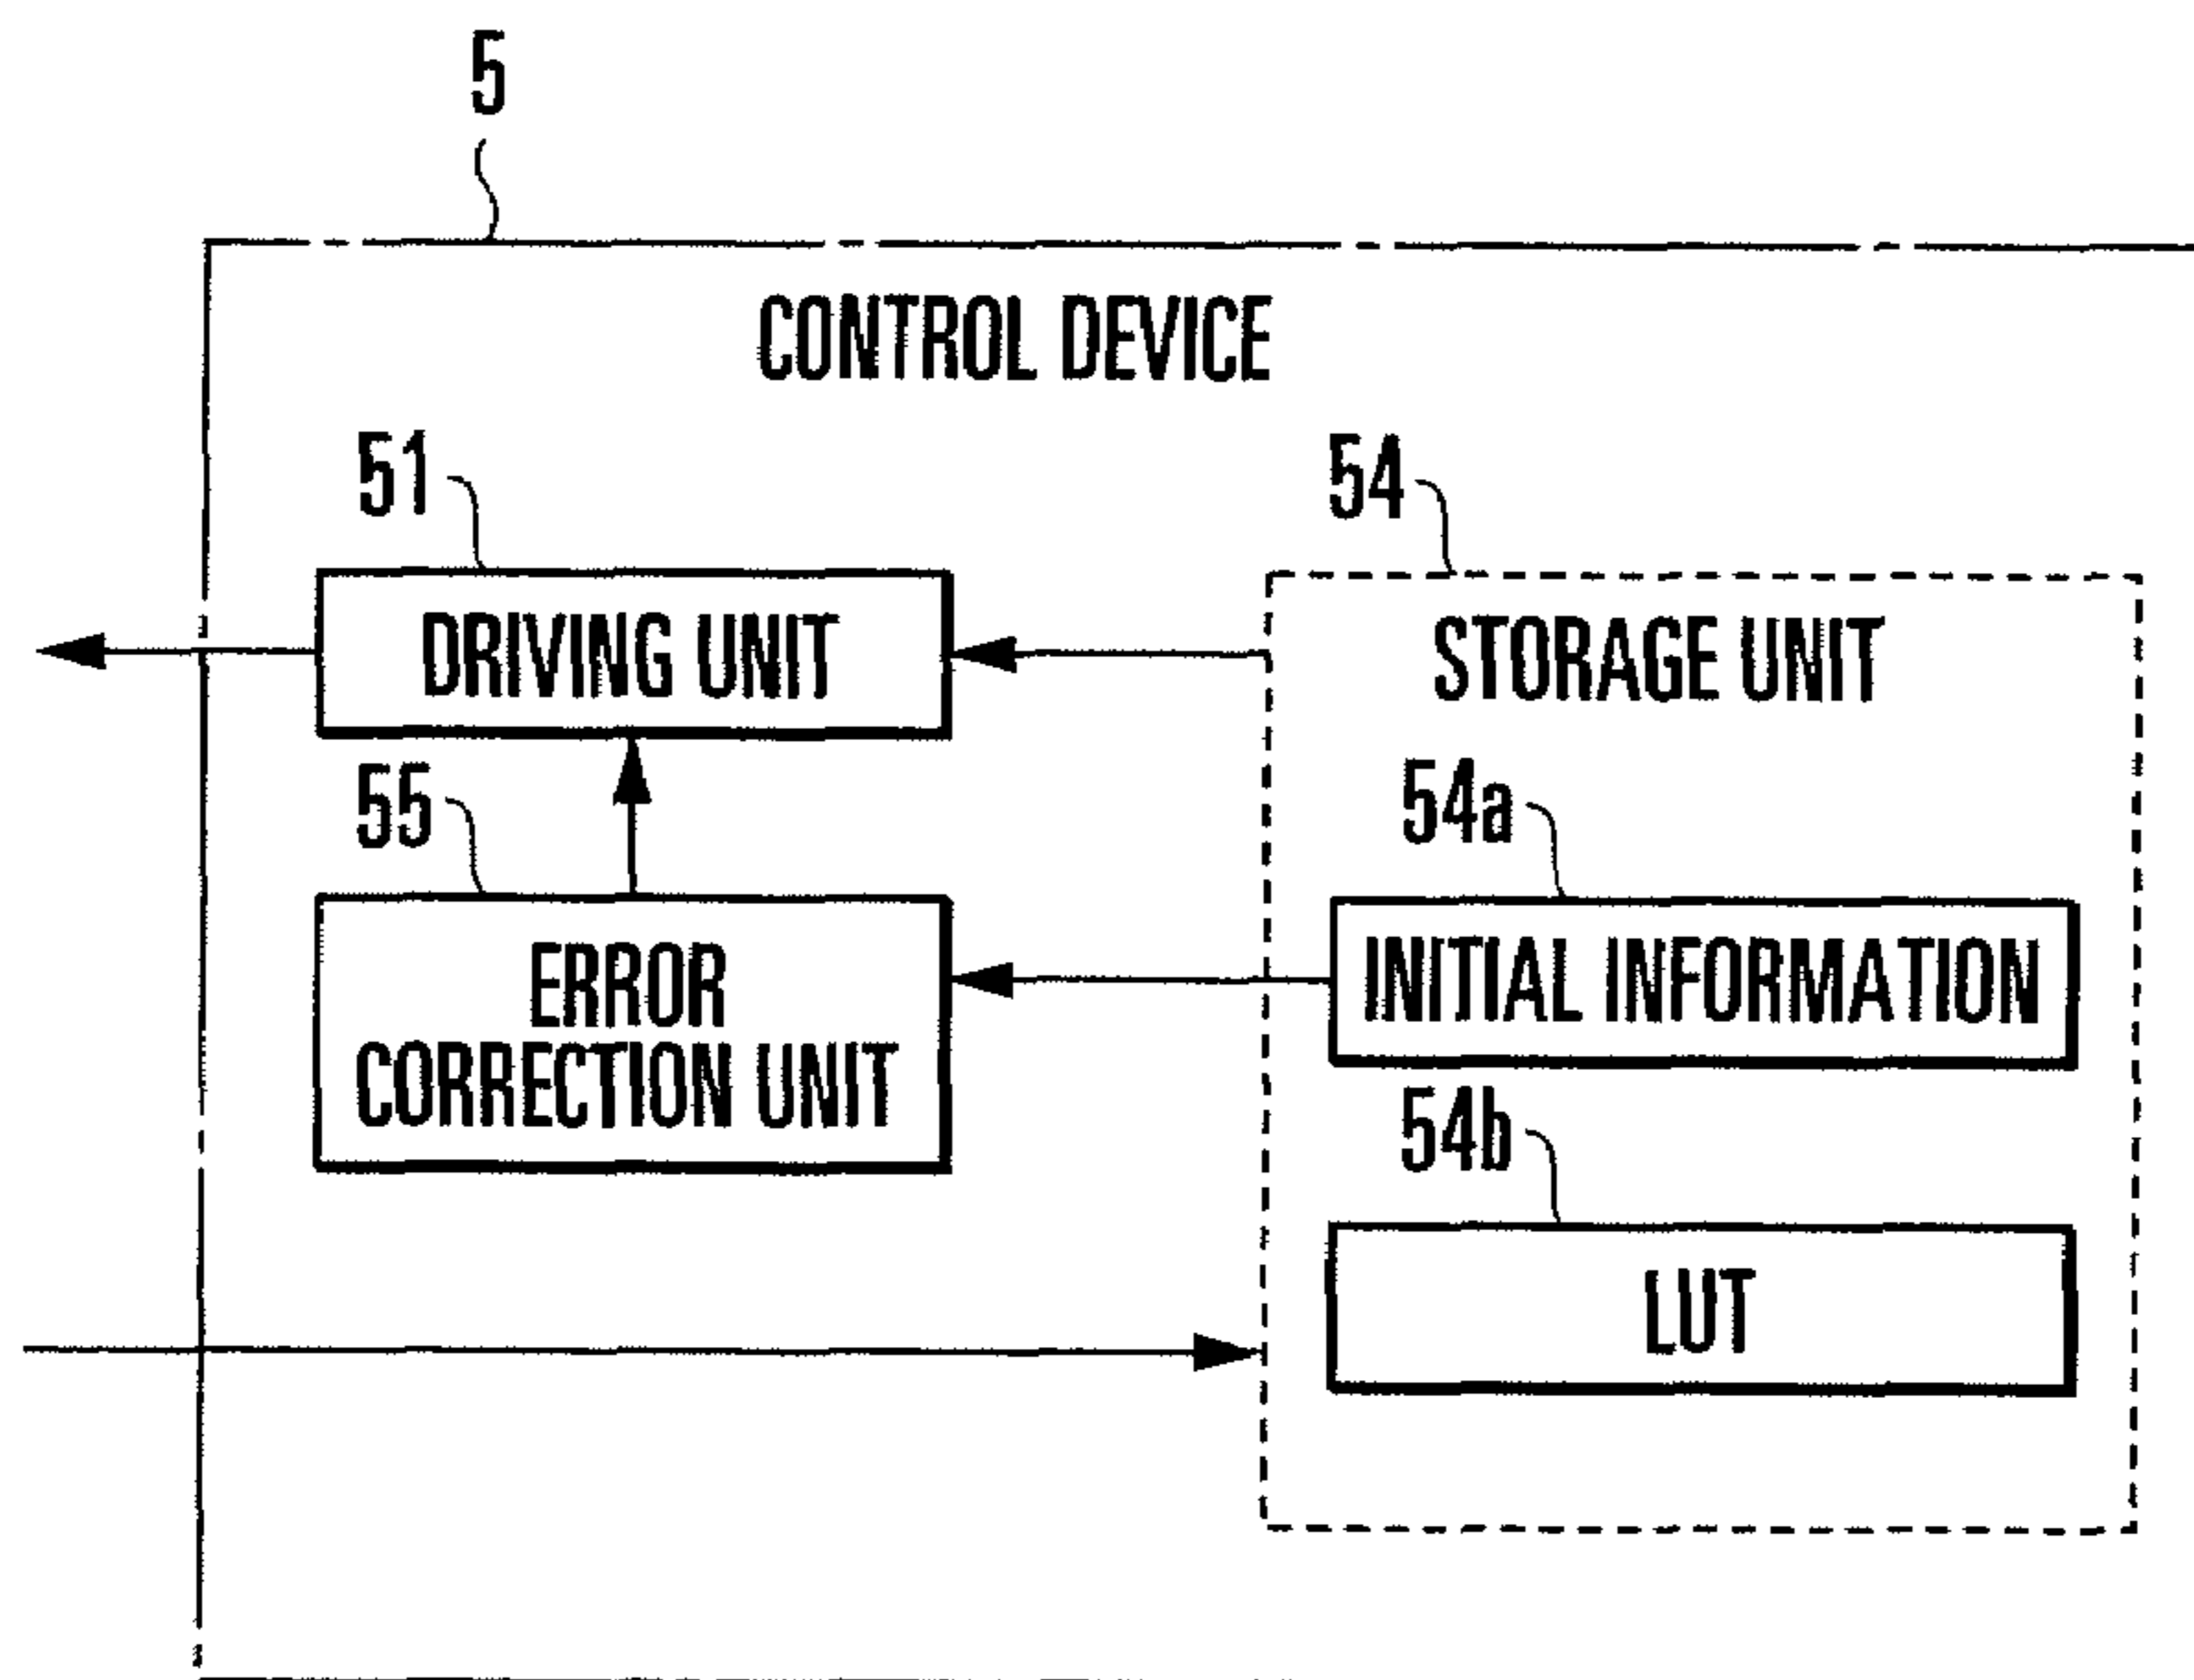 5
CONTROL DEVICE
51
54
DRIVING UNIT
STORAGE UNIT
55
54a
ERROR
CORRECTION UNIT
INITIAL INFORMATION
54b
LUT